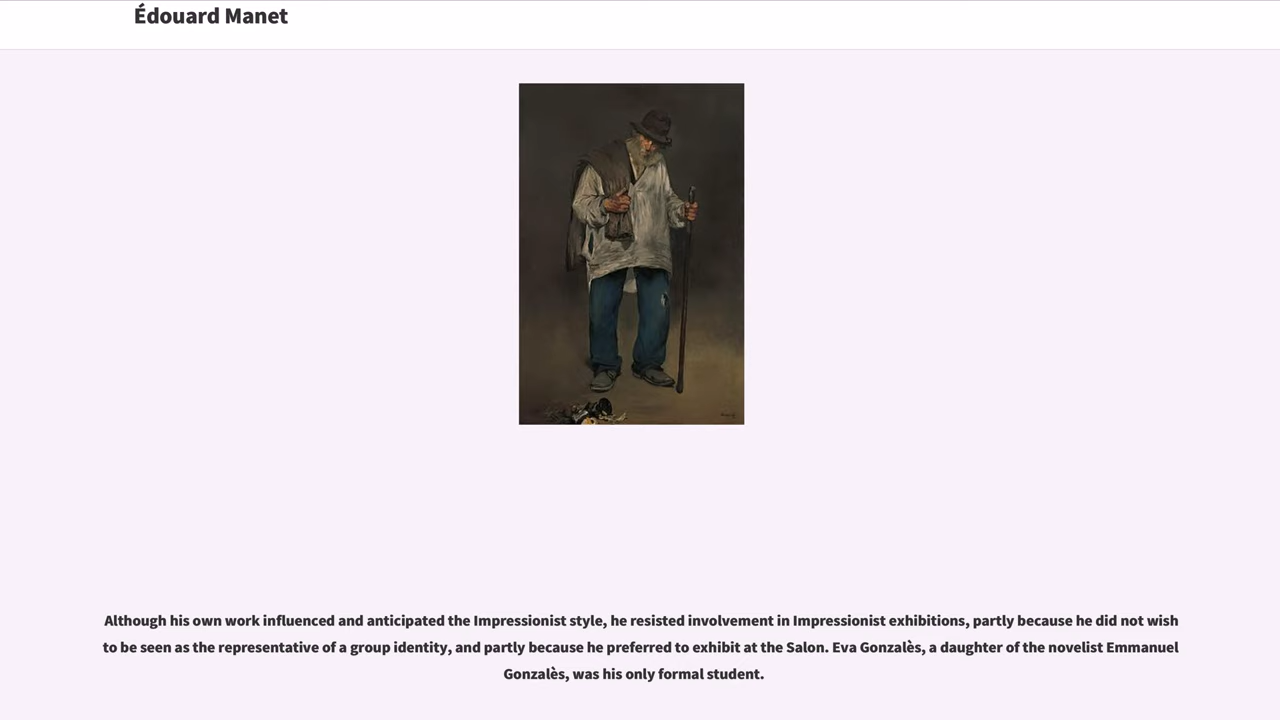 Édouard Manet
Although his own work influenced and anticipated the Impressionist style, he resisted involvement in Impressionist exhibitions, partly because he did not wish
to be seen as the representative of a group identity, and partly because he preferred to exhibit at the Salon. Eva Gonzalès, a daughter of the novelist Emmanuel
Gonzalès, was his only formal student.